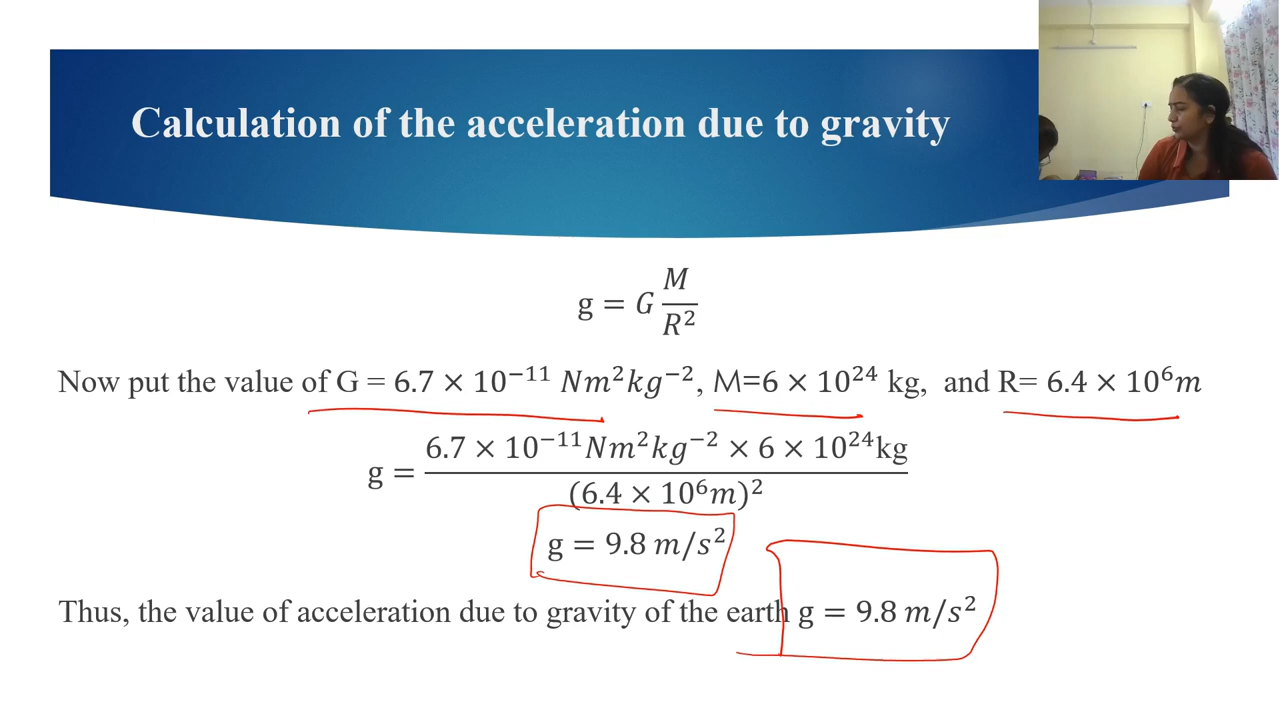 Calculation of the acceleration due to gravity
g = G M/R²
Now put the value of G = 6.7 × 10⁻¹¹ Nm²kg⁻², M=6 × 10²⁴ kg, and R= 6.4 × 10⁶m
g = 6.7 × 10⁻¹¹Nm²kg⁻² × 6 × 10²⁴kg / (6.4 × 10⁶m)²
g = 9.8 m/s²
Thus, the value of acceleration due to gravity of the earth g = 9.8 m/s²